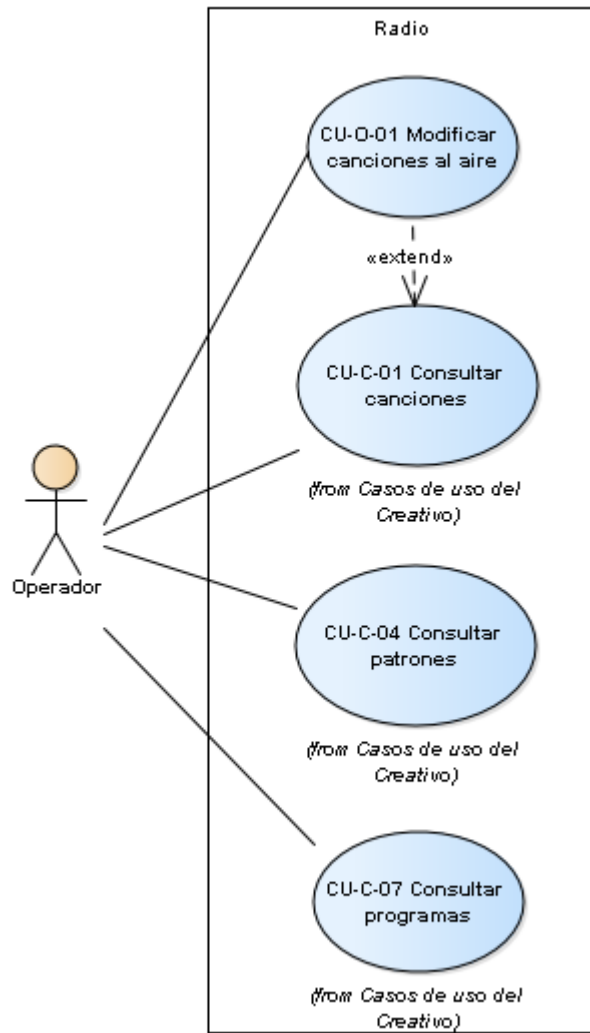 Radio
CU-O-01 Modificar
canciones al aire
«extend»
CU-C-01 Consultar
canciones
(from Casos de uso del
Creativo)
Operador
CU-C-04 Consultar
patrones
(from Casos de uso del
Creativo)
CU-C-07 Consultar
programas
(from Casos de uso del
Creativo)